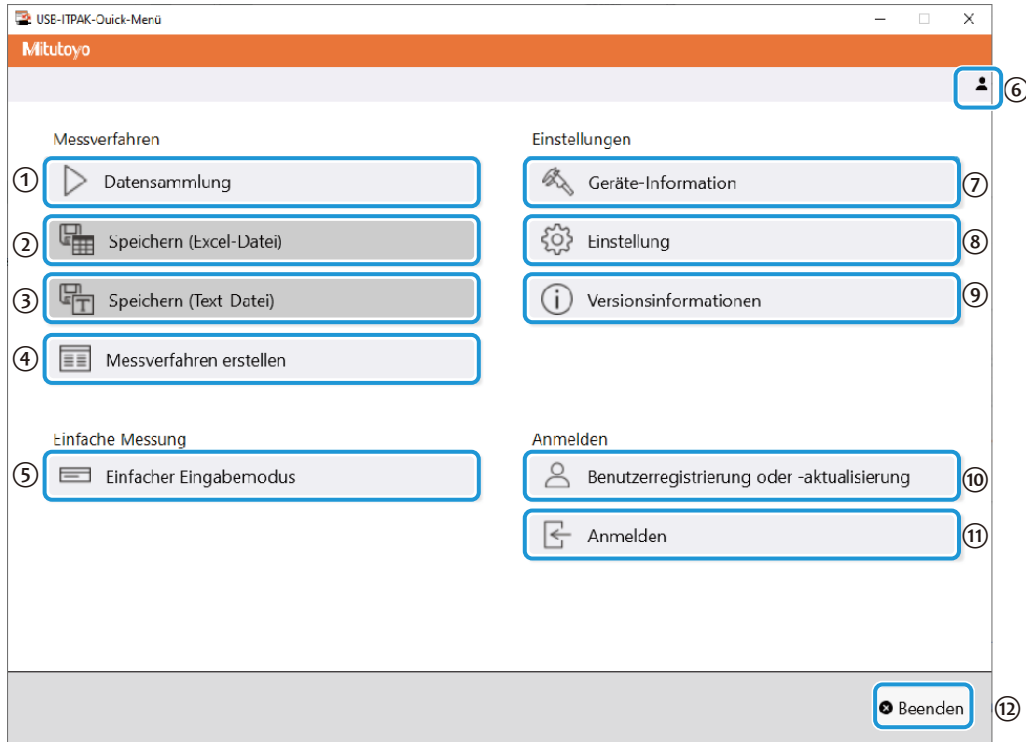 USB-ITPAK-Quick-Menü
Mitutoyo
⑥
Messverfahren
① Datensammlung
② Speichern (Excel-Datei)
③ Speichern (Text Datei)
④ Messverfahren erstellen
Einfache Messung
⑤ Einfacher Eingabemodus
Einstellungen
Geräte-Information ⑦
Einstellung ⑧
Versionsinformationen ⑨
Anmelden
Benutzerregistrierung oder -aktualisierung ⑩
Anmelden ⑪
Beenden ⑫